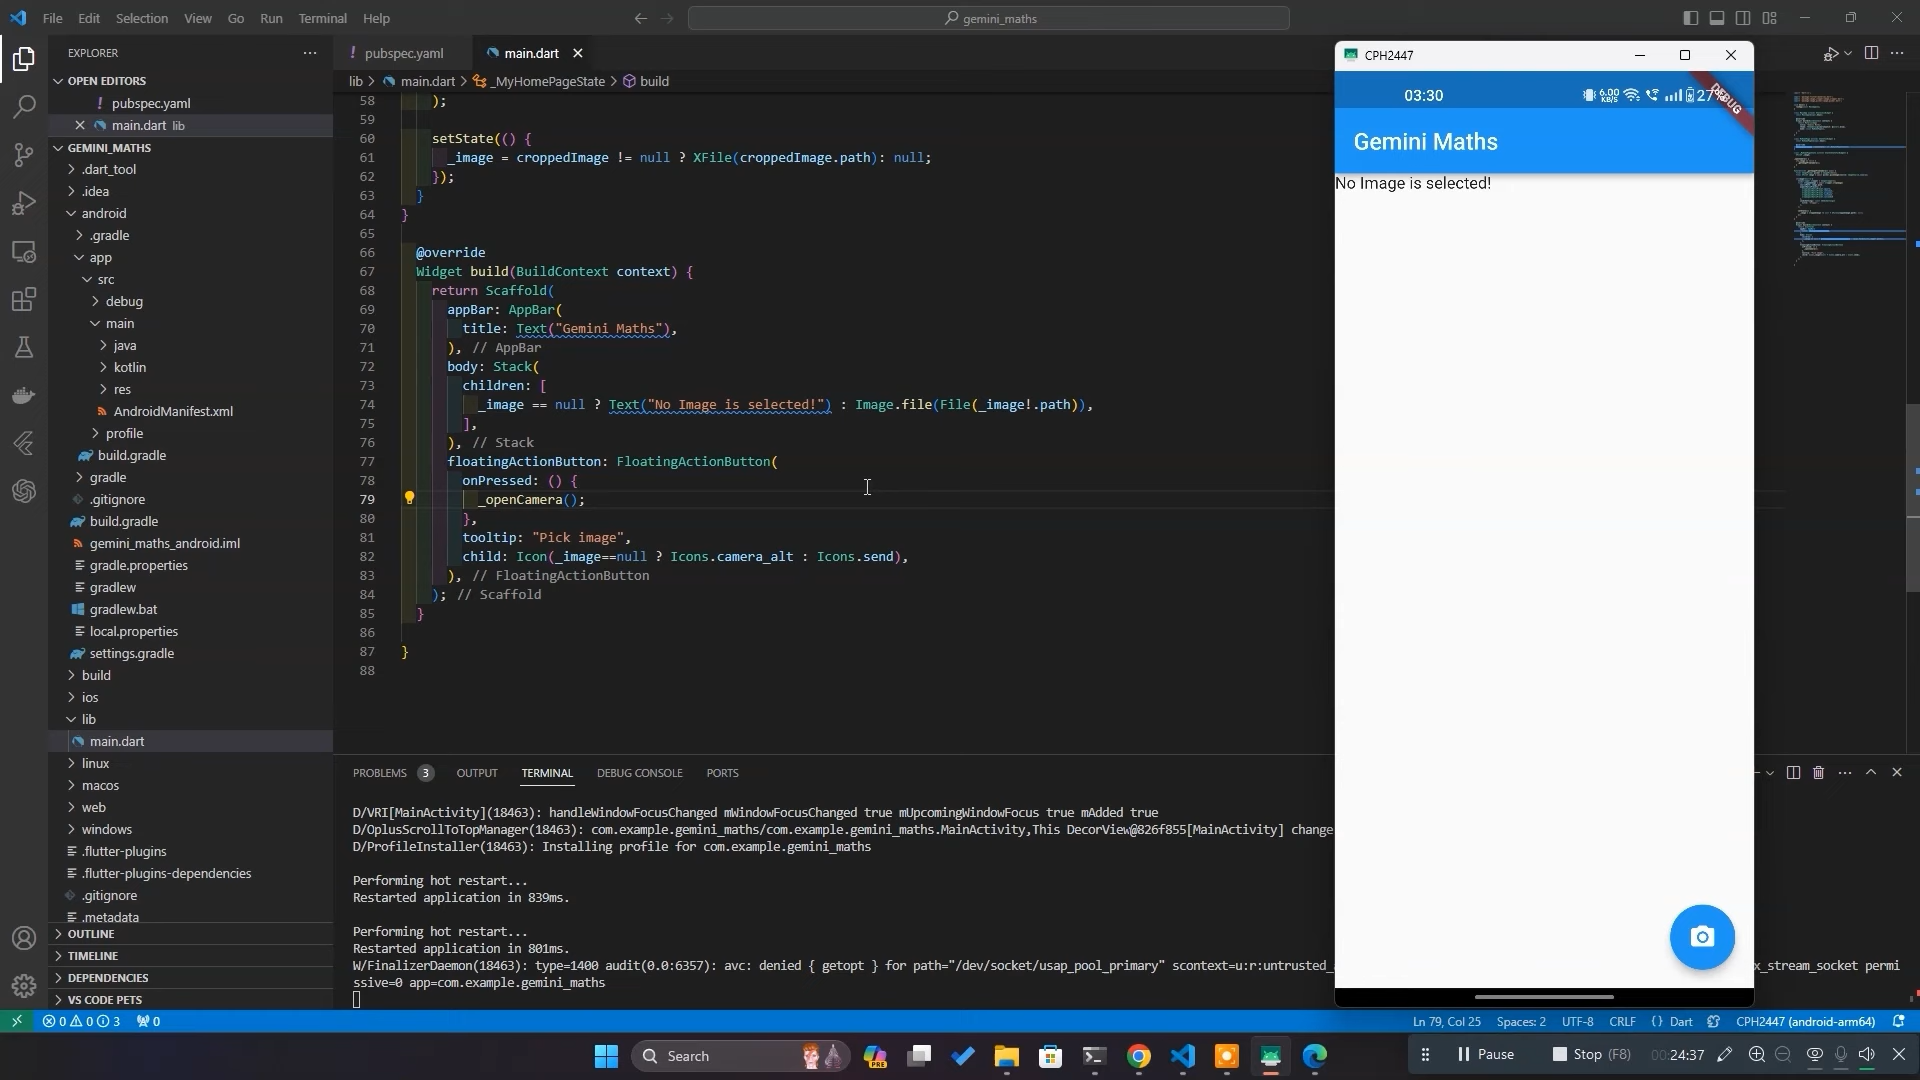 File Edit Selection View Go Run Terminal Help
gemini_maths
EXPLORER
OPEN EDITORS
! pubspec.yaml
main.dart lib
GEMINI_MATHS
.dart_tool
.idea
android
.gradle
app
src
debug
main
java
kotlin
res
AndroidManifest.xml
profile
build.gradle
gradle
.gitignore
build.gradle
gemini_maths_android.iml
gradle.properties
gradlew
gradlew.bat
local.properties
settings.gradle
build
ios
lib
main.dart
linux
macos
web
windows
.flutter-plugins
.flutter-plugins-dependencies
.gitignore
.metadata
OUTLINE
TIMELINE
DEPENDENCIES
VS CODE PETS
! pubspec.yaml main.dart
lib > main.dart > _MyHomePageState > build
58 );
59
60 setState(() {
61 _image = croppedImage != null ? XFile(croppedImage.path): null;
62 });
63 }
64 }
65
66 @override
67 Widget build(BuildContext context) {
68 return Scaffold(
69 appBar: AppBar(
70 title: Text("Gemini Maths"),
71 ), // AppBar
72 body: Stack(
73 children: [
74 _image == null ? Text("No Image is selected!") : Image.file(File(_image!.path)),
75 ],
76 ), // Stack
77 floatingActionButton: FloatingActionButton(
78 onPressed: () {
79 _openCamera();
80 },
81 tooltip: "Pick image",
82 child: Icon(_image==null ? Icons.camera_alt : Icons.send),
83 ), // FloatingActionButton
84 ); // Scaffold
85 }
86
87 }
88
PROBLEMS 3 OUTPUT TERMINAL DEBUG CONSOLE PORTS
D/VRI[MainActivity](18463): handleWindowFocusChanged mWindowFocusChanged true mUpcomingWindowFocus true mAdded true
D/OplusScrollToTopManager(18463): com.example.gemini_maths/com.example.gemini_maths.MainActivity,This DecorView@826f855[MainActivity] change
D/ProfileInstaller(18463): Installing profile for com.example.gemini_maths
Performing hot restart...
Restarted application in 839ms.
Performing hot restart...
Restarted application in 801ms.
W/FinalizerDaemon(18463): type=1400 audit(0.0:6357): avc: denied { getopt } for path="/dev/socket/usap_pool_primary" scontext=u:r:untrusted_ x_stream_socket permi
ssive=0 app=com.example.gemini_maths
CPH2447
03:30 6.00 KB/S 27%
DEBUG
Gemini Maths
No Image is selected!
0 0 3 0
Ln 79, Col 25 Spaces: 2 UTF-8 CRLF {} Dart CPH2447 (android-arm64)
Search
PRE
Pause Stop (F8) 00:24:37